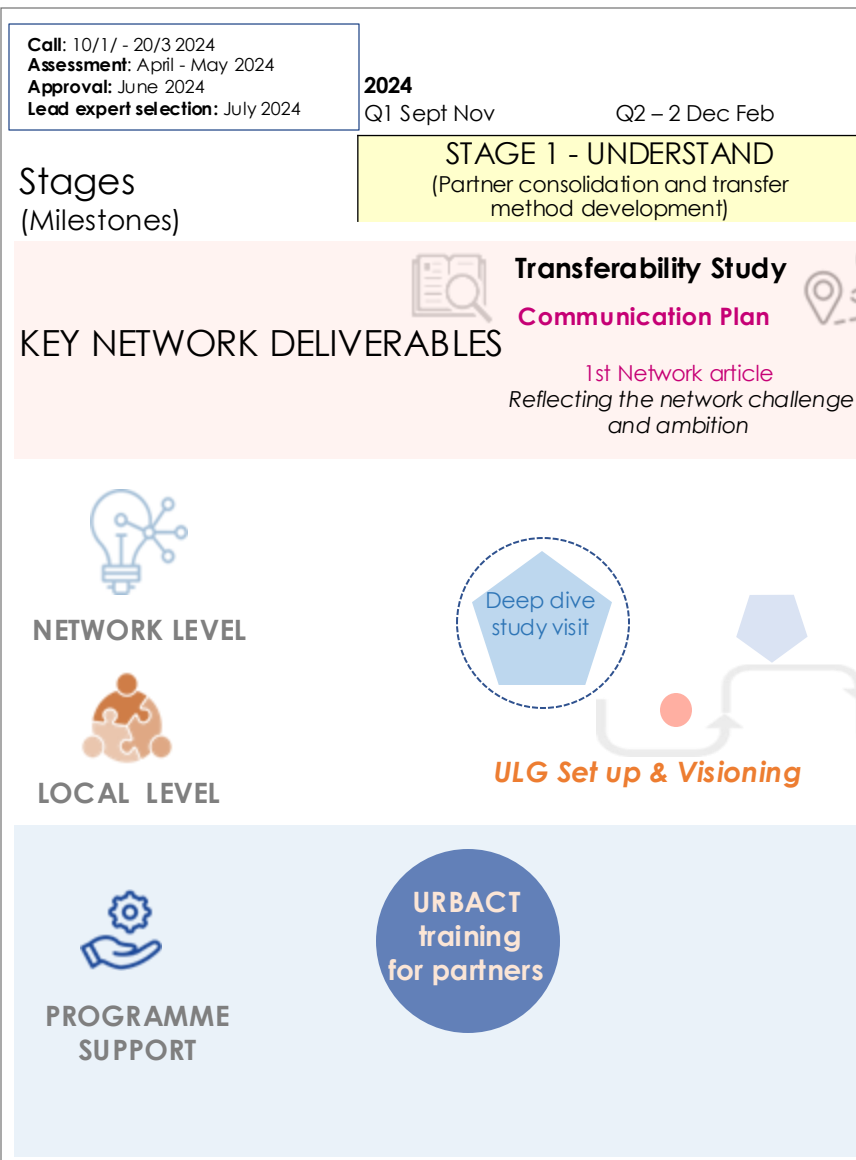 Call: 10/1/ - 20/3 2024
Assessment: April - May 2024
Approval: June 2024
Lead expert selection: July 2024
2024
Q1 Sept Nov
Q2 – 2 Dec Feb
Stages
(Milestones)
STAGE 1 - UNDERSTAND
(Partner consolidation and transfer
method development)
KEY NETWORK DELIVERABLES
Transferability Study
Communication Plan
1st Network article
Reflecting the network challenge
and ambition
NETWORK LEVEL
Deep dive
study visit
LOCAL LEVEL
ULG Set up & Visioning
PROGRAMME
SUPPORT
URBACT
training
for partners